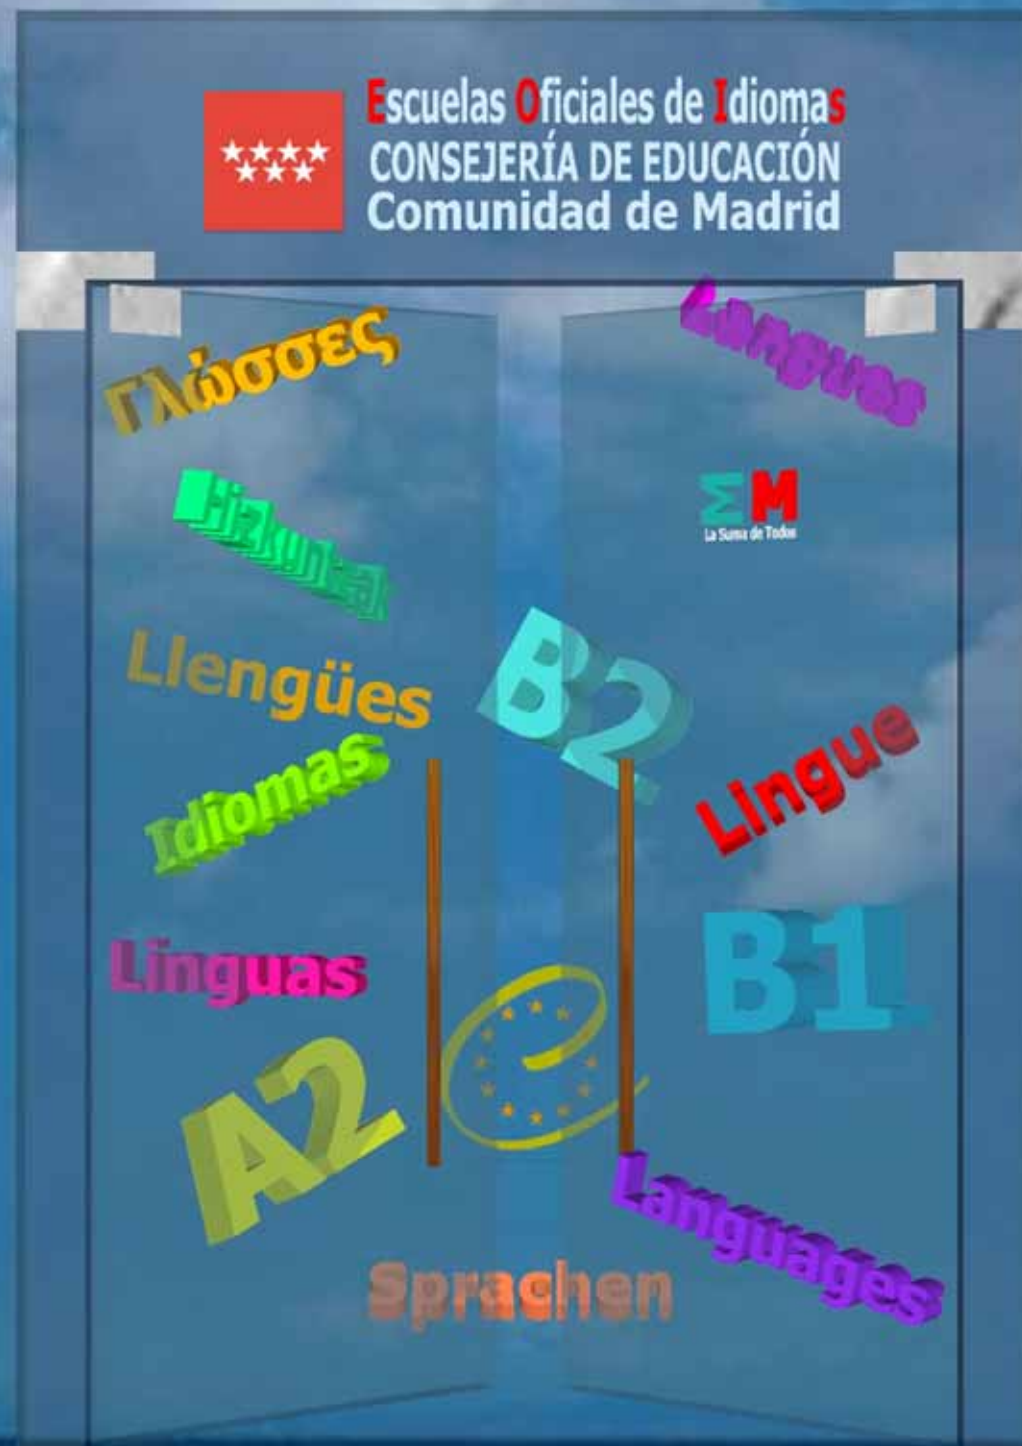 Escuelas Oficiales de Idiomas
CONSEJERÍA DE EDUCACIÓN
Comunidad de Madrid
Γλώσσες
Langues
Hizkuntzak
La Suma de Todos
Llengües
B2
Idiomas
Lingue
Linguas
B1
A2
Languages
Sprachen